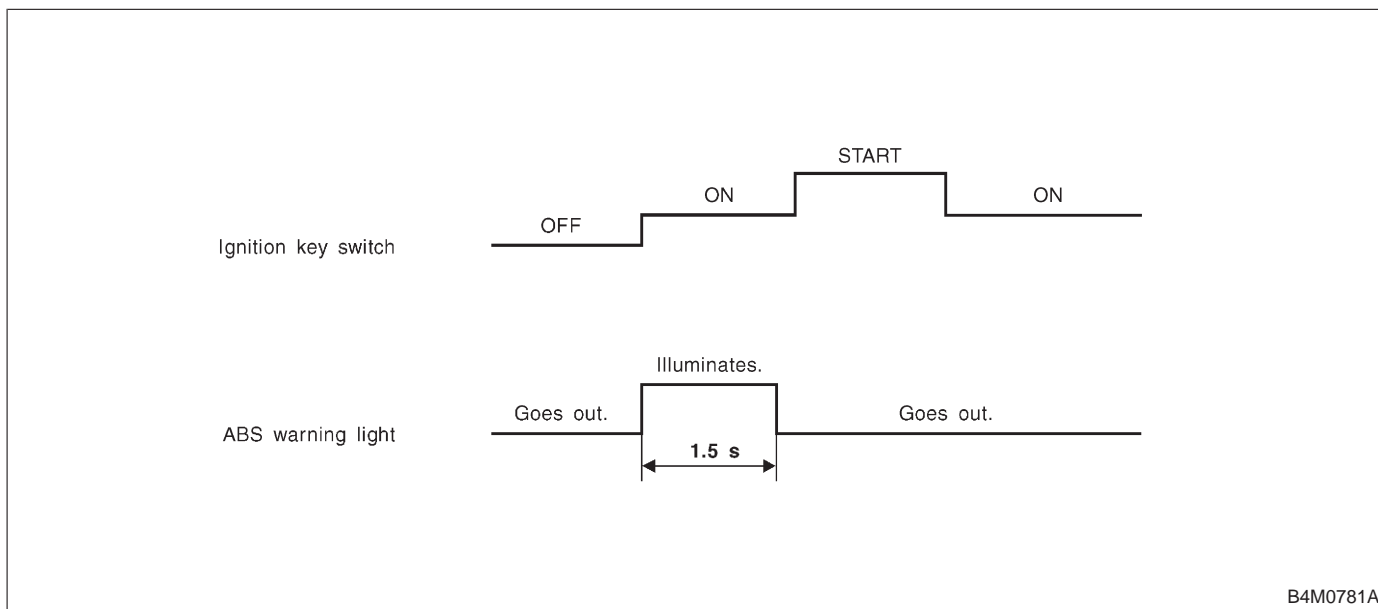 START
ON
ON
OFF
Ignition key switch
Illuminates.
Goes out.
Goes out.
ABS warning light
1.5 s
B4M0781A